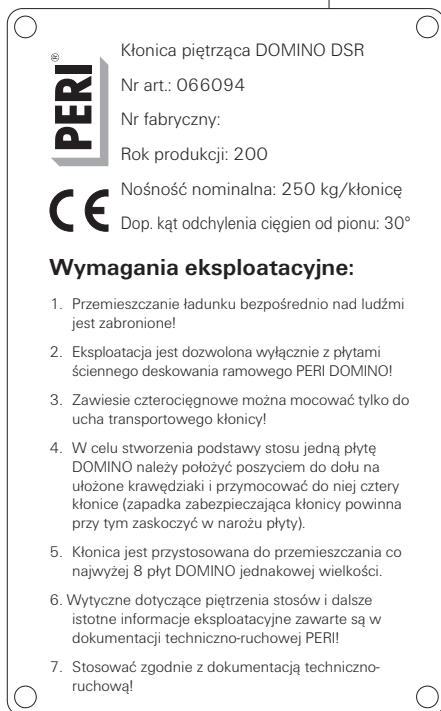 PERI®
Kłonica piętrząca DOMINO DSR
Nr art.: 066094
Nr fabryczny:
Rok produkcji: 200
CE
Nośność nominalna: 250 kg/kłonicę
Dop. kąt odchylenia cięgien od pionu: 30°
Wymagania eksploatacyjne:
1. Przemieszczanie ładunku bezpośrednio nad ludźmi
jest zabronione!
2. Eksploatacja jest dozwolona wyłącznie z płytami
ściennego deskowania ramowego PERI DOMINO!
3. Zawiesie czterocięgnowe można mocować tylko do
ucha transportowego kłonicy!
4. W celu stworzenia podstawy stosu jedną płytę
DOMINO należy położyć poszyciem do dołu na
ułożone krawędziaki i przymocować do niej cztery
kłonice (zapadka zabezpieczająca kłonicy powinna
przy tym zaskoczyć w narożu płyty).
5. Kłonica jest przystosowana do przemieszczania co
najwyżej 8 płyt DOMINO jednakowej wielkości.
6. Wytyczne dotyczące piętrzenia stosów i dalsze
istotne informacje eksploatacyjne zawarte są w
dokumentacji techniczno-ruchowej PERI!
7. Stosować zgodnie z dokumentacją techniczno-
ruchową!